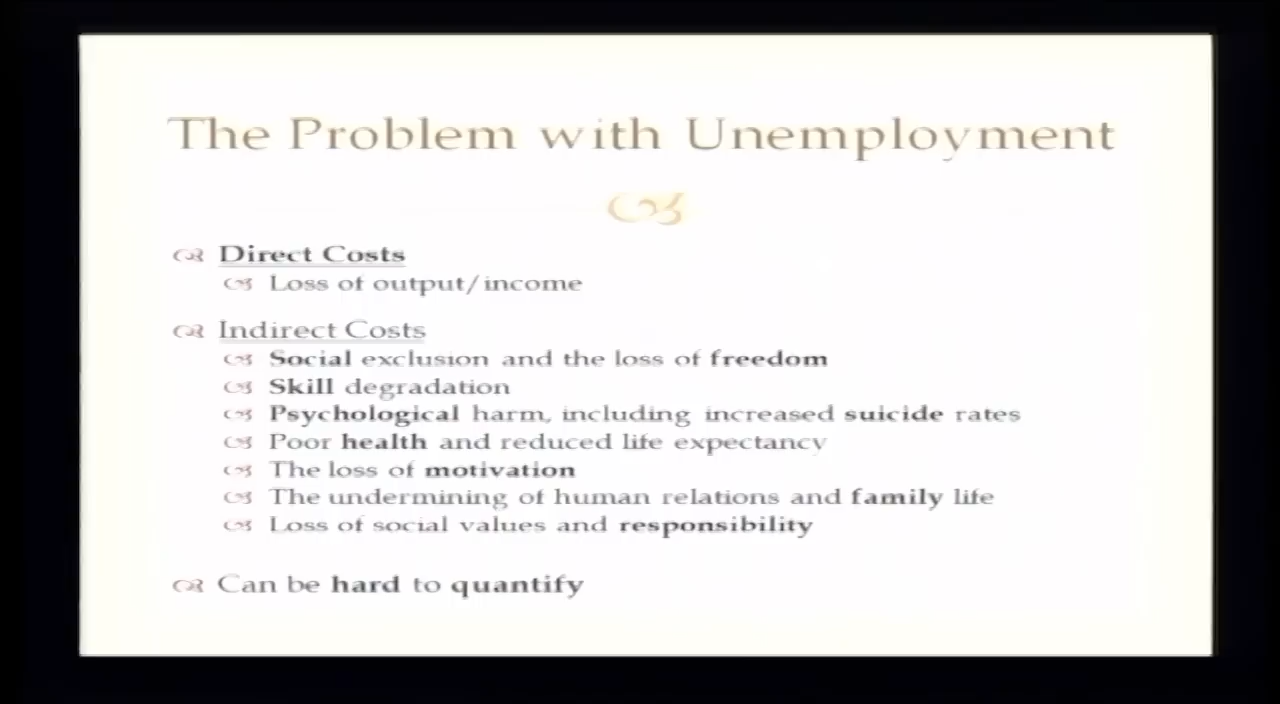 The Problem with Unemployment
Direct Costs
Loss of output/income
Indirect Costs
Social exclusion and the loss of freedom
Skill degradation
Psychological harm, including increased suicide rates
Poor health and reduced life expectancy
The loss of motivation
The undermining of human relations and family life
Loss of social values and responsibility
Can be hard to quantify